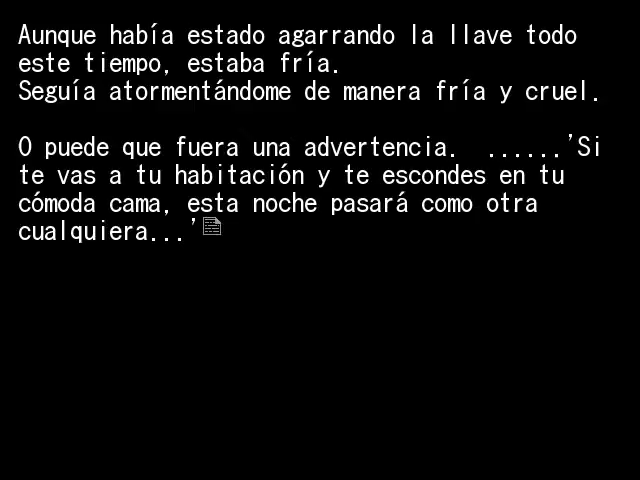 Aunque había estado agarrando la llave todo
este tiempo, estaba fría.
Seguía atormentándome de manera fría y cruel.
O puede que fuera una advertencia.  ......'Si
te vas a tu habitación y te escondes en tu
cómoda cama, esta noche pasará como otra
cualquiera...'